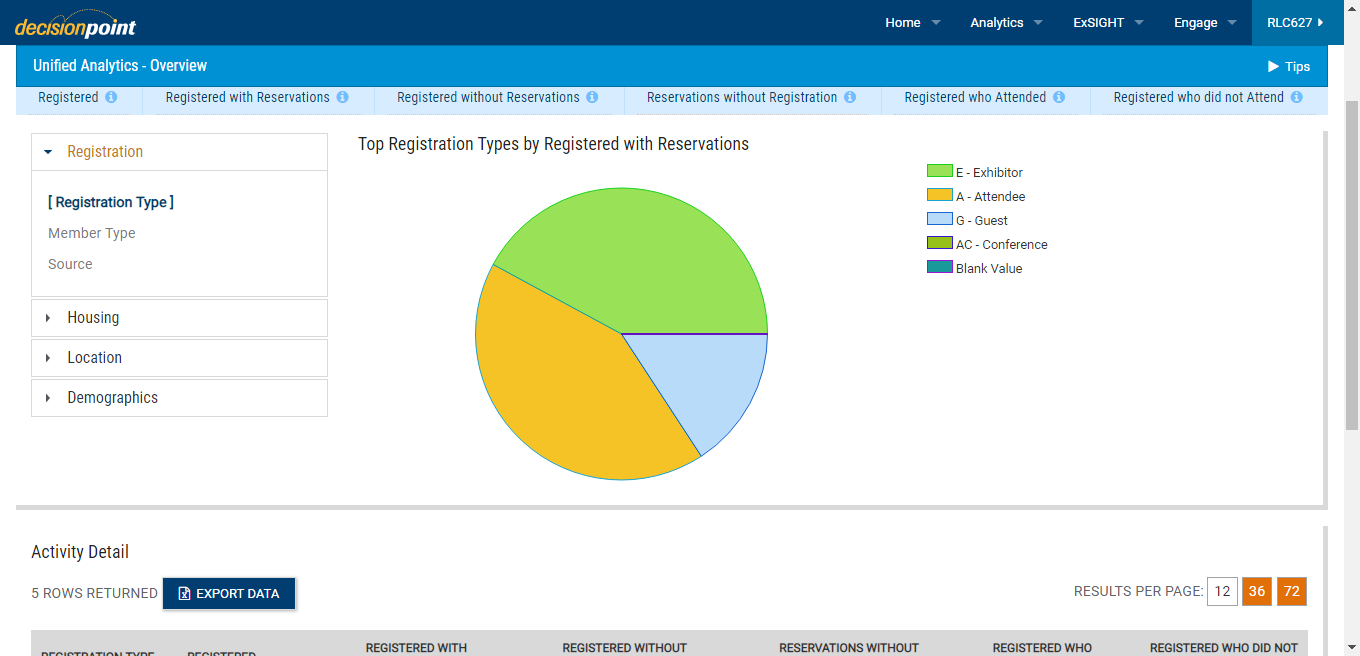 decisionpoint
Home
Analytics
ExSIGHT
Engage
RLC627
Unified Analytics - Overview
Tips
Registered
Registered with Reservations
Registered without Reservations
Reservations without Registration
Registered who Attended
Registered who did not Attend
Registration
[ Registration Type ]
Member Type
Source
Housing
Location
Demographics
Top Registration Types by Registered with Reservations
E - Exhibitor
A - Attendee
G - Guest
AC - Conference
Blank Value
Activity Detail
5 ROWS RETURNED
EXPORT DATA
RESULTS PER PAGE: 12 36 72
REGISTRATION TYPE
REGISTERED
REGISTERED WITH
REGISTERED WITHOUT
RESERVATIONS WITHOUT
REGISTERED WHO
REGISTERED WHO DID NOT